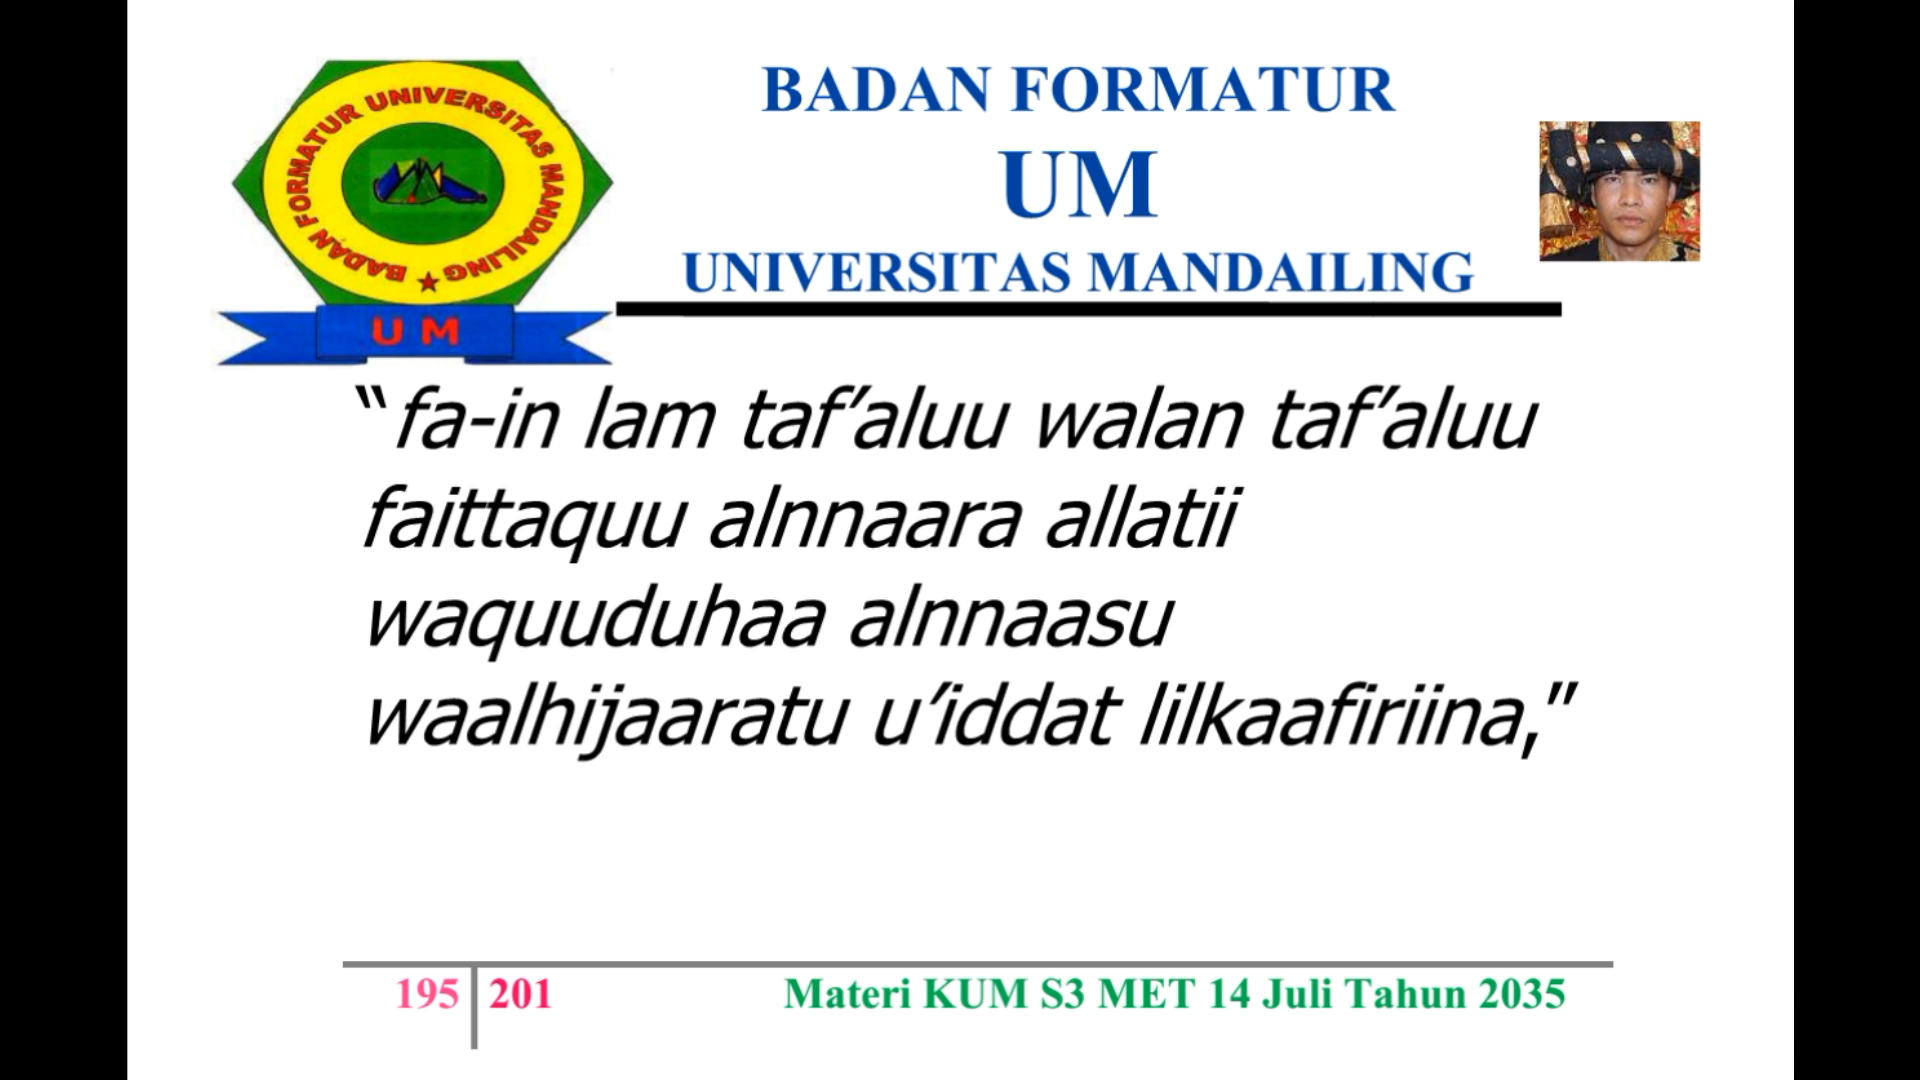 BADAN FORMATUR UNIVERSITAS MANDAILING
U M
BADAN FORMATUR
UM
UNIVERSITAS MANDAILING
“fa-in lam taf’aluu walan taf’aluu
faittaquu alnnaara allatii
waquuduhaa alnnaasu
waalhijaaratu u’iddat lilkaafiriina,”
195 201 Materi KUM S3 MET 14 Juli Tahun 2035